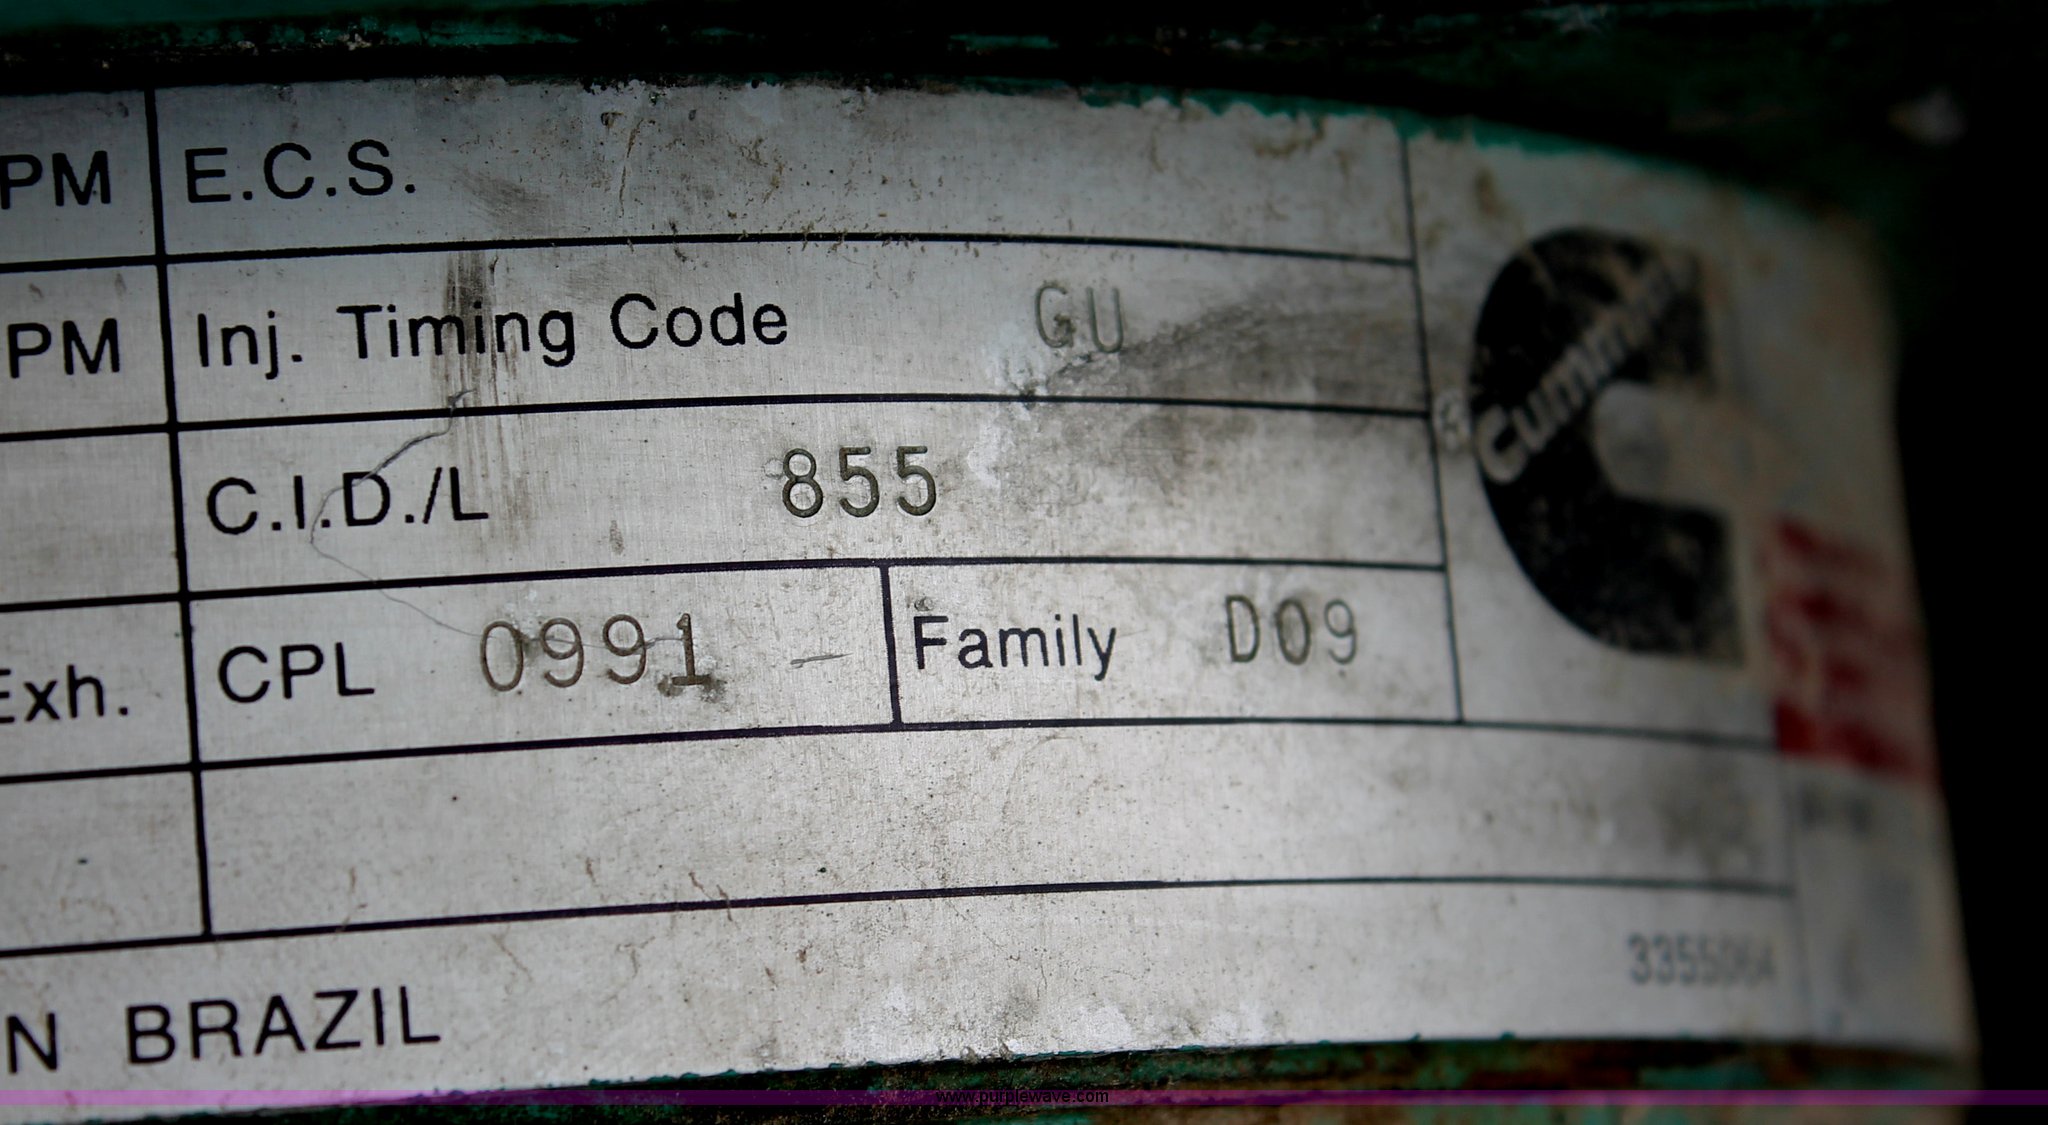 PM E.C.S.
PM Inj. Timing Code GU
C.I.D./L 855
Exh. CPL 0991 - Family D09
Cummins
N BRAZIL
www.purplewave.com